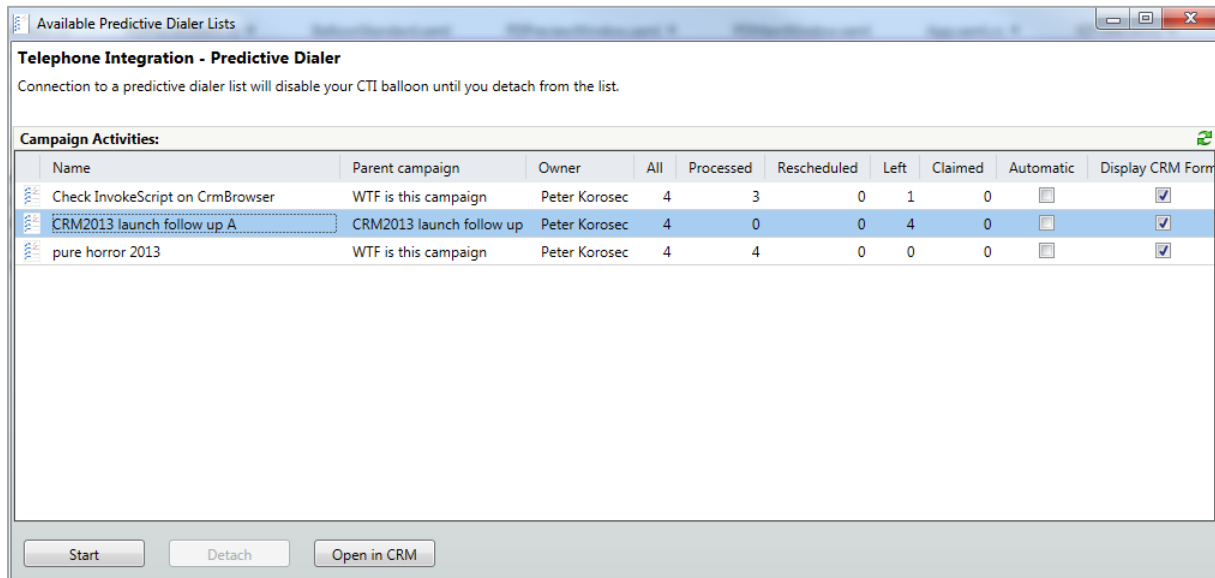 Available Predictive Dialer Lists
Telephone Integration - Predictive Dialer
Connection to a predictive dialer list will disable your CTI balloon until you detach from the list.
Campaign Activities:
Name Parent campaign Owner All Processed Rescheduled Left Claimed Automatic Display CRM Form
Check InvokeScript on CrmBrowser WTF is this campaign Peter Korosec 4 3 0 1 0
CRM2013 launch follow up A CRM2013 launch follow up Peter Korosec 4 0 0 4 0
pure horror 2013 WTF is this campaign Peter Korosec 4 4 0 0 0
Start Detach Open in CRM